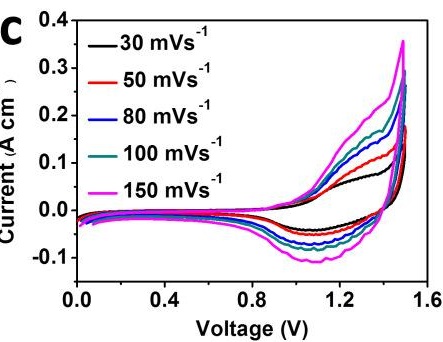 c
0.4
0.3
0.2
0.1
0.0
-0.1
Current (A cm )
30 mVs⁻¹
50 mVs⁻¹
80 mVs⁻¹
100 mVs⁻¹
150 mVs⁻¹
0.0 0.4 0.8 1.2 1.6
Voltage (V)